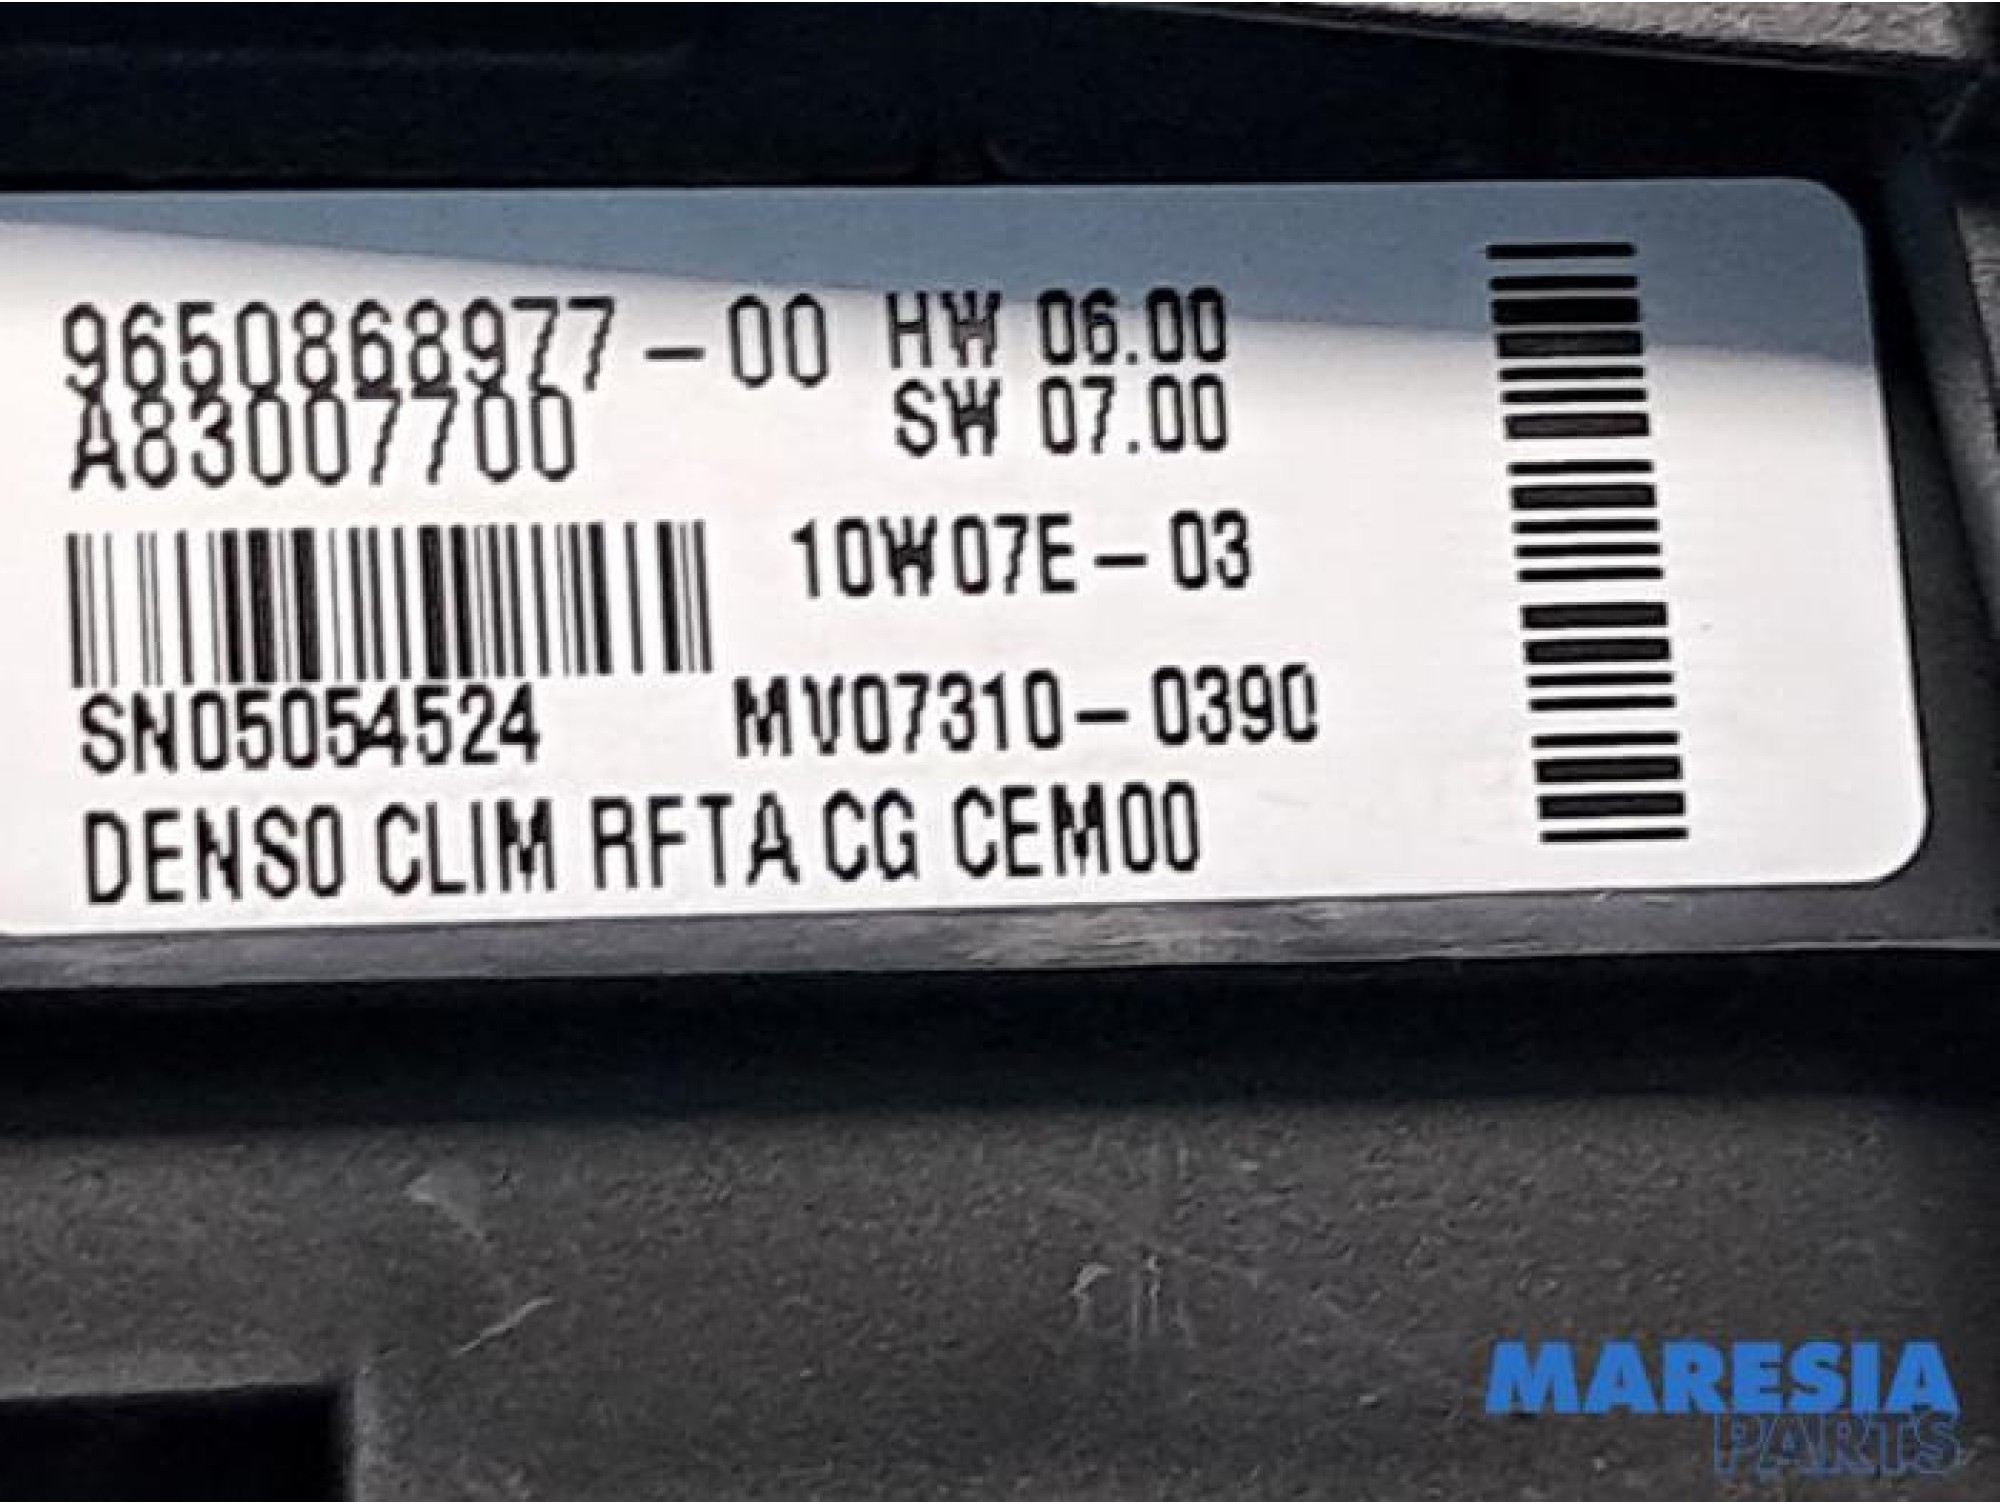 9650868977-00 HW 06.00
A83007700 SW 07.00
10W07E-03
SN05054524 MV07310-0390
DENSO CLIM RFTA CG CEM00
MARESIA
PARTS